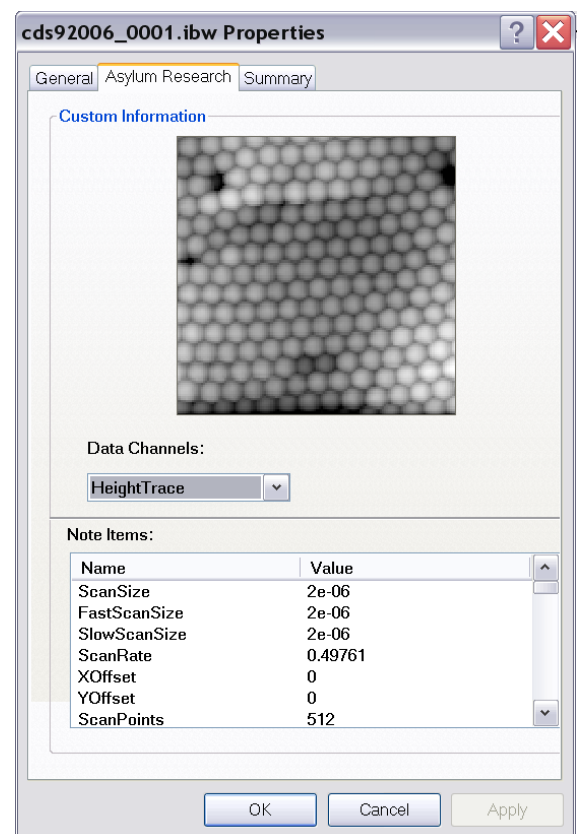 cds92006_0001.ibw Properties
General Asylum Research Summary
Custom Information
Data Channels:
HeightTrace
Note Items:
Name Value
ScanSize 2e-06
FastScanSize 2e-06
SlowScanSize 2e-06
ScanRate 0.49761
XOffset 0
YOffset 0
ScanPoints 512
OK Cancel Apply